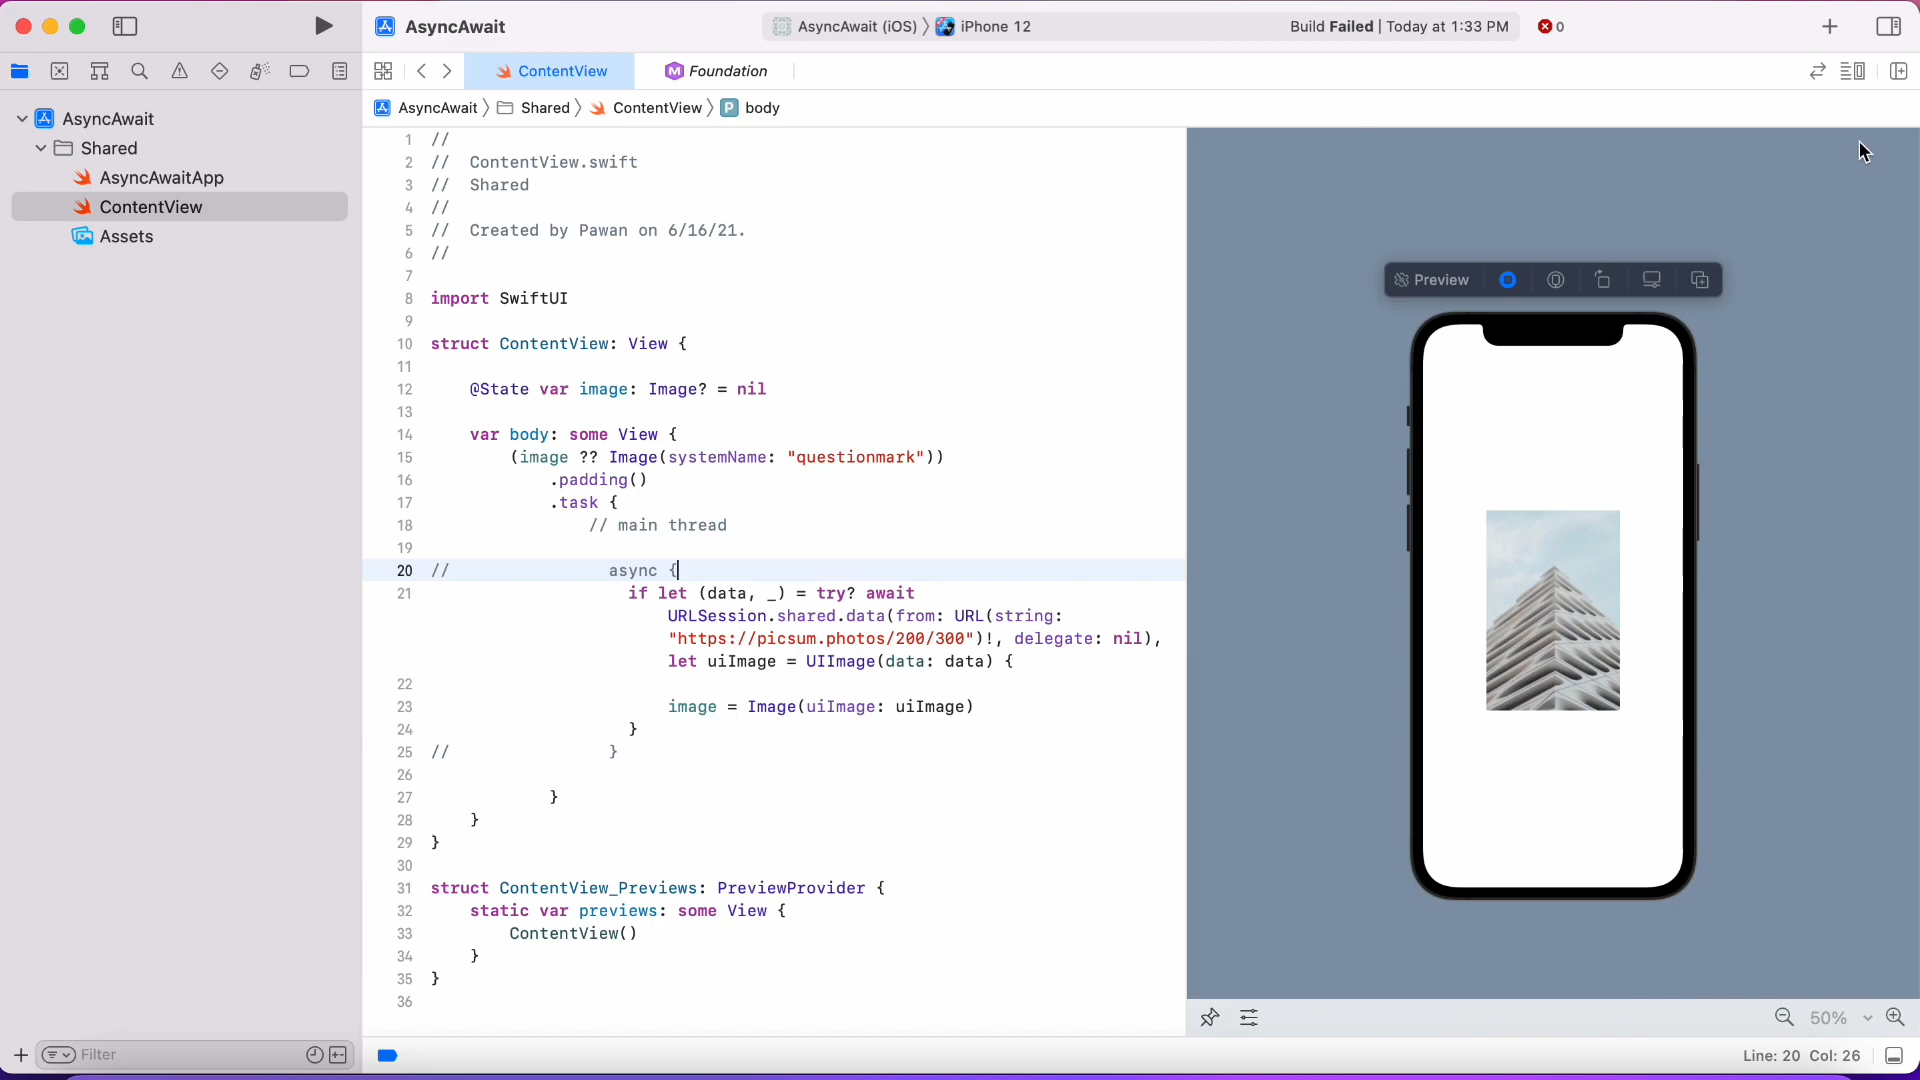 AsyncAwait
AsyncAwait (iOS) 〉 iPhone 12
Build Failed | Today at 1:33 PM
0
ContentView
Foundation
AsyncAwait 〉 Shared 〉 ContentView 〉 P body
AsyncAwait
Shared
AsyncAwaitApp
ContentView
Assets
1 //
2 //  ContentView.swift
3 //  Shared
4 //
5 //  Created by Pawan on 6/16/21.
6 //
7
8 import SwiftUI
9
10 struct ContentView: View {
11
12     @State var image: Image? = nil
13
14     var body: some View {
15         (image ?? Image(systemName: "questionmark"))
16             .padding()
17             .task {
18                 // main thread
19
20 //                async {
21                     if let (data, _) = try? await
URLSession.shared.data(from: URL(string:
"https://picsum.photos/200/300")!, delegate: nil),
let uiImage = UIImage(data: data) {
22
23                         image = Image(uiImage: uiImage)
24                     }
25 //                }
26
27             }
28     }
29 }
30
31 struct ContentView_Previews: PreviewProvider {
32     static var previews: some View {
33         ContentView()
34     }
35 }
36
Preview
50%
Filter
Line: 20 Col: 26